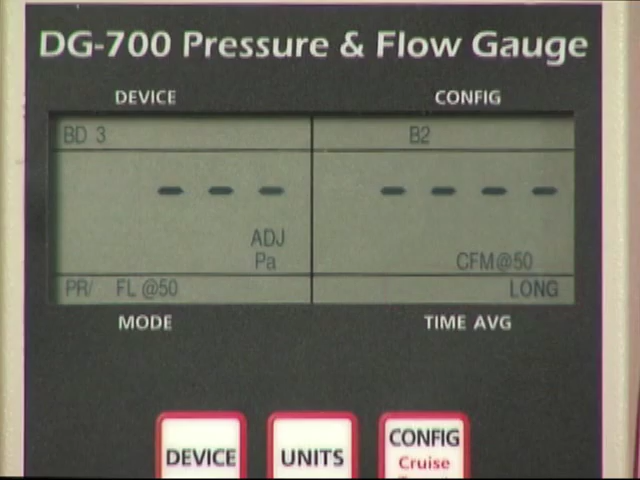 DG-700 Pressure & Flow Gauge
DEVICE CONFIG
BD 3 B2
- - - - - - -
ADJ
Pa CFM@50
PR/ FL @50 LONG
MODE TIME AVG
DEVICE UNITS CONFIG
Cruise